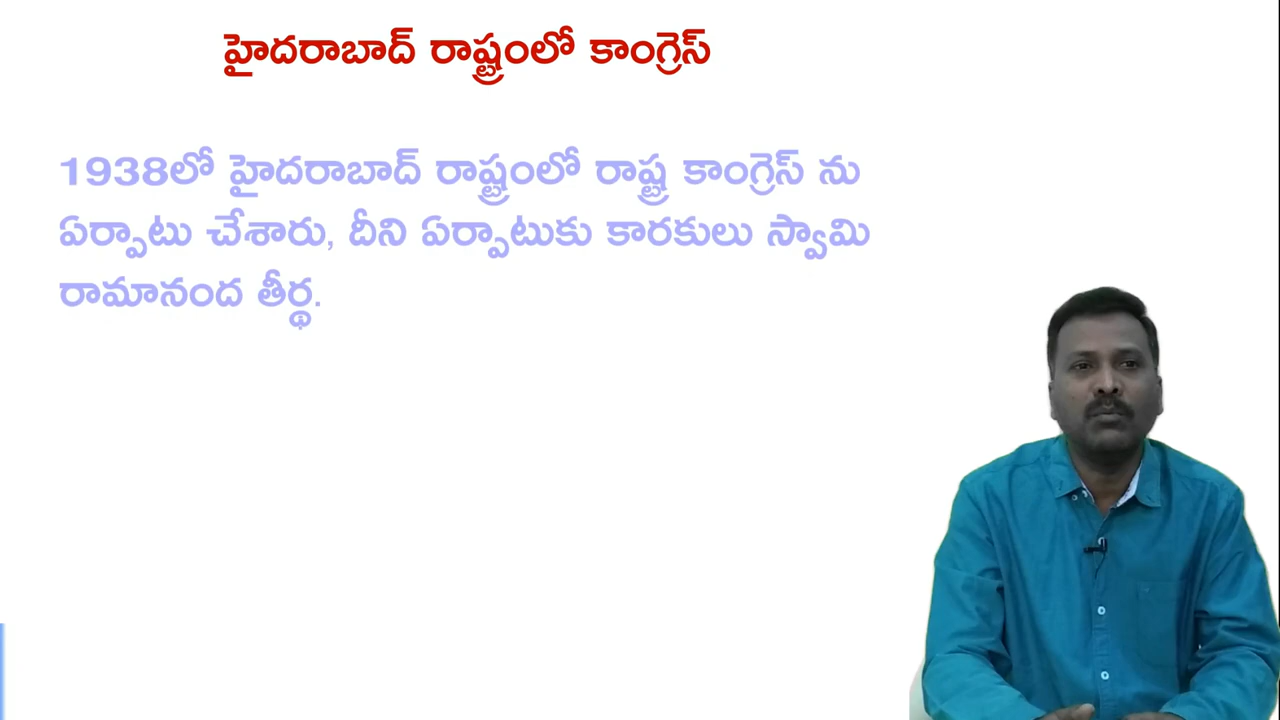 హైదరాబాద్ రాష్ట్రంలో కాంగ్రెస్
1938లో హైదరాబాద్ రాష్ట్రంలో రాష్ట్ర కాంగ్రెస్ ను
ఏర్పాటు చేశారు, దీని ఏర్పాటుకు కారకులు స్వామి
రామానంద తీర్థ.